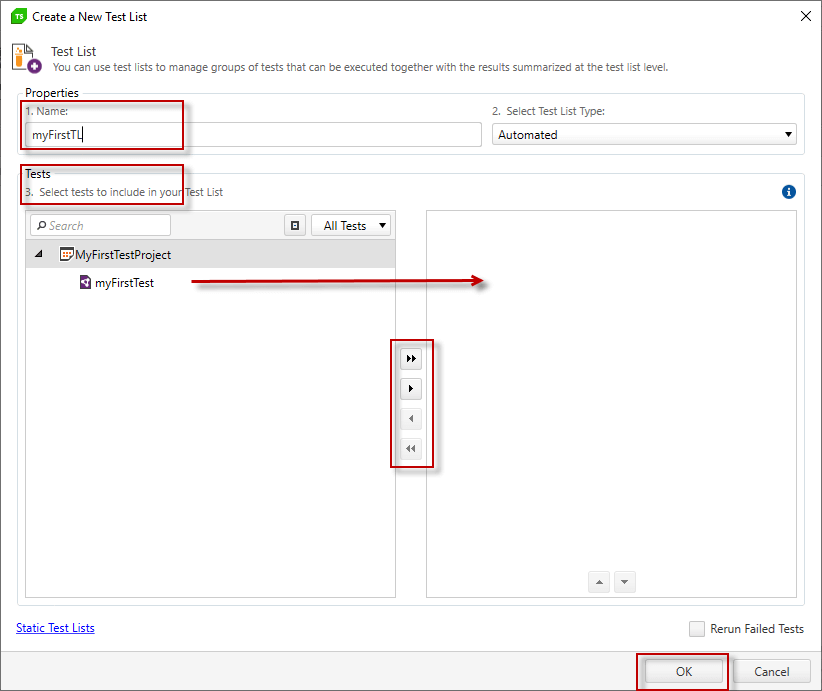 TS Create a New Test List
Test List
You can use test lists to manage groups of tests that can be executed together with the results summarized at the test list level.
Properties
1. Name:
2. Select Test List Type:
myFirstTL
Automated
Tests
3. Select tests to include in your Test List
Search
All Tests
MyFirstTestProject
myFirstTest
Static Test Lists
Rerun Failed Tests
OK
Cancel